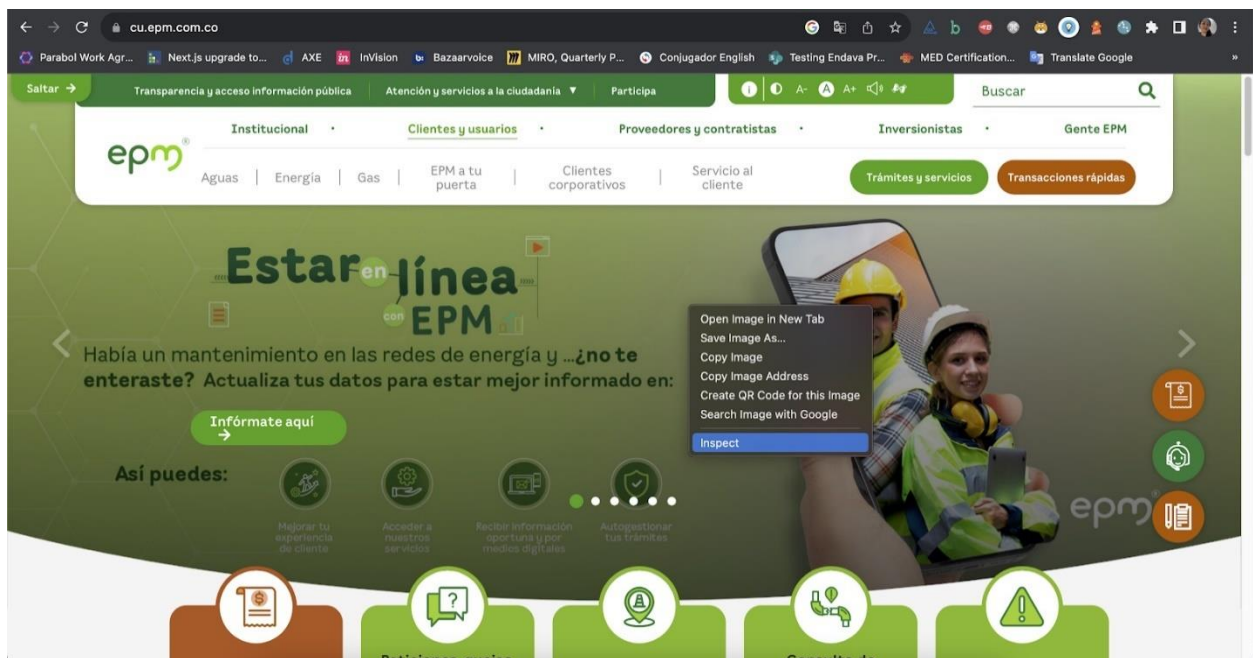 cu.epm.com.co
Parabol Work Agr... Next.js upgrade to... AXE InVision Bazaarvoice MIRO, Quarterly P... Conjugador English Testing Endava Pr... MED Certification... Translate Google »
Saltar →
Transparencia y acceso información pública Atención y servicios a la ciudadanía ▼ Participa
A- A A+
Buscar
epm®
Institucional · Clientes y usuarios · Proveedores y contratistas · Inversionistas · Gente EPM
Aguas | Energía | Gas | EPM a tu puerta | Clientes corporativos | Servicio al cliente
Trámites y servicios
Transacciones rápidas
Estar en línea
con EPM
Había un mantenimiento en las redes de energía y ...¿no te
enteraste? Actualiza tus datos para estar mejor informado en:
Infórmate aquí
→
Así puedes:
Mejorar tu
experiencia
de cliente
Acceder a
nuestros
servicios
Recibir información
oportuna y por
medios digitales
Autogestionar
tus trámites
Open Image in New Tab
Save Image As...
Copy Image
Copy Image Address
Create QR Code for this Image
Search Image with Google
Inspect
epm®